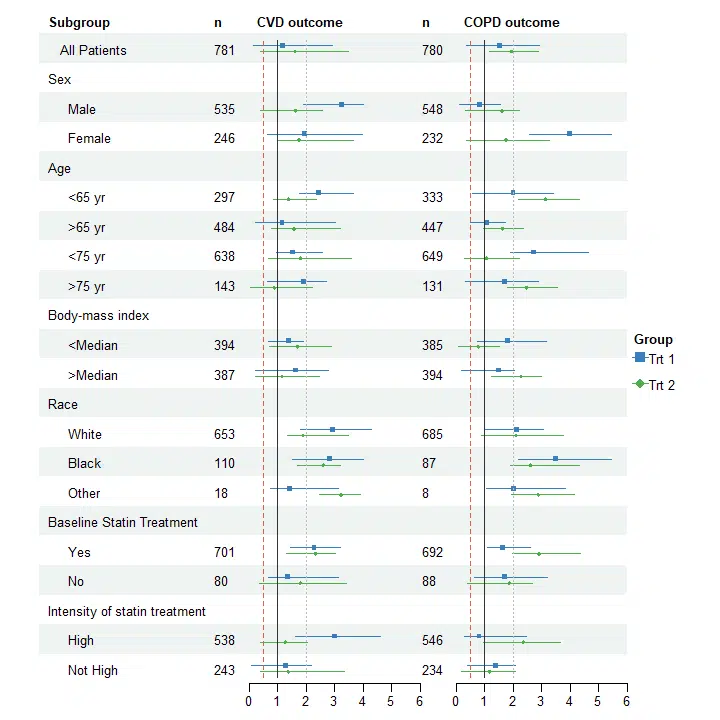 Subgroup n CVD outcome n COPD outcome
All Patients 781 780
Sex
Male 535 548
Female 246 232
Age
<65 yr 297 333
>65 yr 484 447
<75 yr 638 649
>75 yr 143 131
Body-mass index
<Median 394 385
>Median 387 394
Race
White 653 685
Black 110 87
Other 18 8
Baseline Statin Treatment
Yes 701 692
No 80 88
Intensity of statin treatment
High 538 546
Not High 243 234
0 1 2 3 4 5 6 0 1 2 3 4 5 6
Group
Trt 1
Trt 2